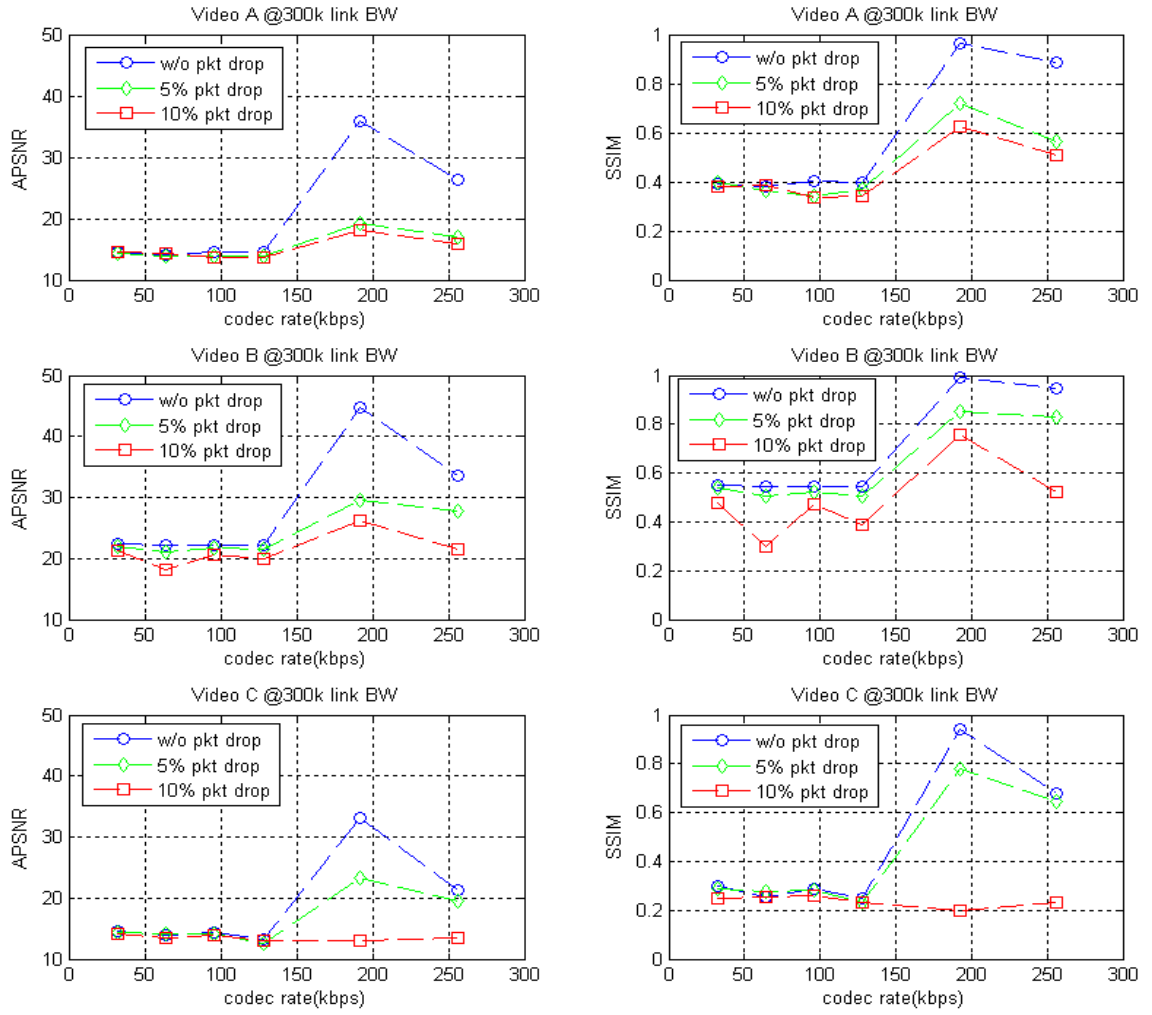 Video A @300k link BW
50
40
30
20
10
APSNR
w/o pkt drop
5% pkt drop
10% pkt drop
0 50 100 150 200 250 300
codec rate(kbps)
Video A @300k link BW
1
0.8
0.6
0.4
0.2
0
SSIM
w/o pkt drop
5% pkt drop
10% pkt drop
0 50 100 150 200 250 300
codec rate(kbps)
Video B @300k link BW
50
40
30
20
10
APSNR
w/o pkt drop
5% pkt drop
10% pkt drop
0 50 100 150 200 250 300
codec rate(kbps)
Video B @300k link BW
1
0.8
0.6
0.4
0.2
0
SSIM
w/o pkt drop
5% pkt drop
10% pkt drop
0 50 100 150 200 250 300
codec rate(kbps)
Video C @300k link BW
50
40
30
20
10
APSNR
w/o pkt drop
5% pkt drop
10% pkt drop
0 50 100 150 200 250 300
codec rate(kbps)
Video C @300k link BW
1
0.8
0.6
0.4
0.2
0
SSIM
w/o pkt drop
5% pkt drop
10% pkt drop
0 50 100 150 200 250 300
codec rate(kbps)